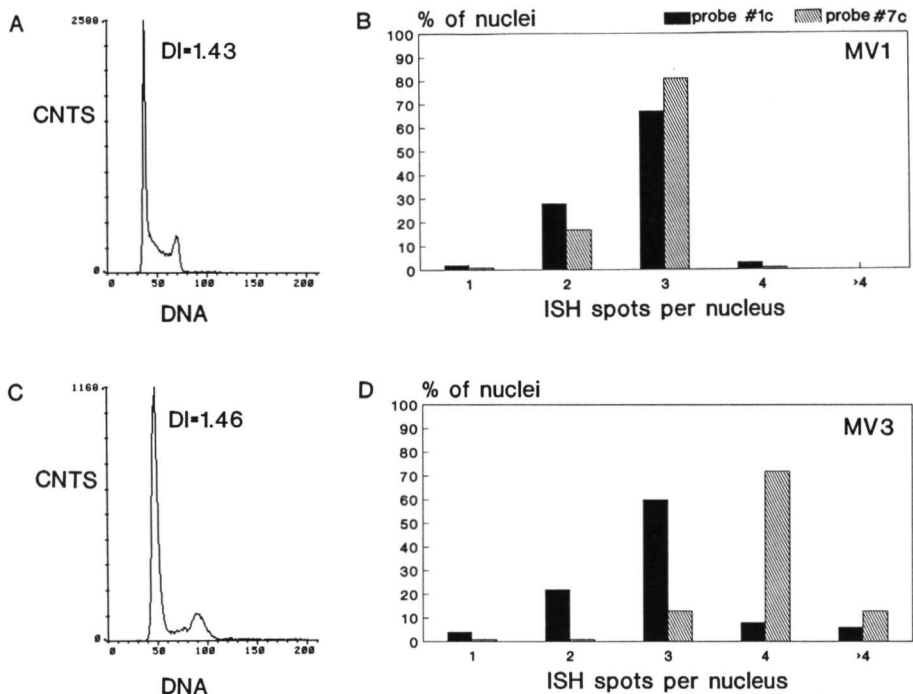 A
2500
DI=1.43
CNTS
0
0 50 100 150 200
DNA
B
% of nuclei
probe #1c probe #7c
MV1
100
90
80
70
60
50
40
30
20
10
0
1 2 3 4 >4
ISH spots per nucleus
C
1160
DI=1.46
CNTS
0
0 50 100 150 200
DNA
D
% of nuclei
MV3
100
90
80
70
60
50
40
30
20
10
0
1 2 3 4 >4
ISH spots per nucleus